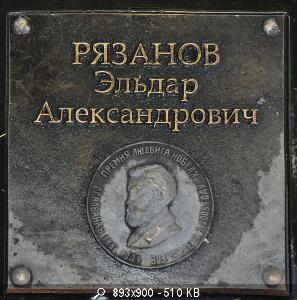 РЯЗАНОВ
Эльдар
Александрович
ПРЕМИЯ ЛЮДВИГА НОБЕЛЯ
893x900 - 510 KB